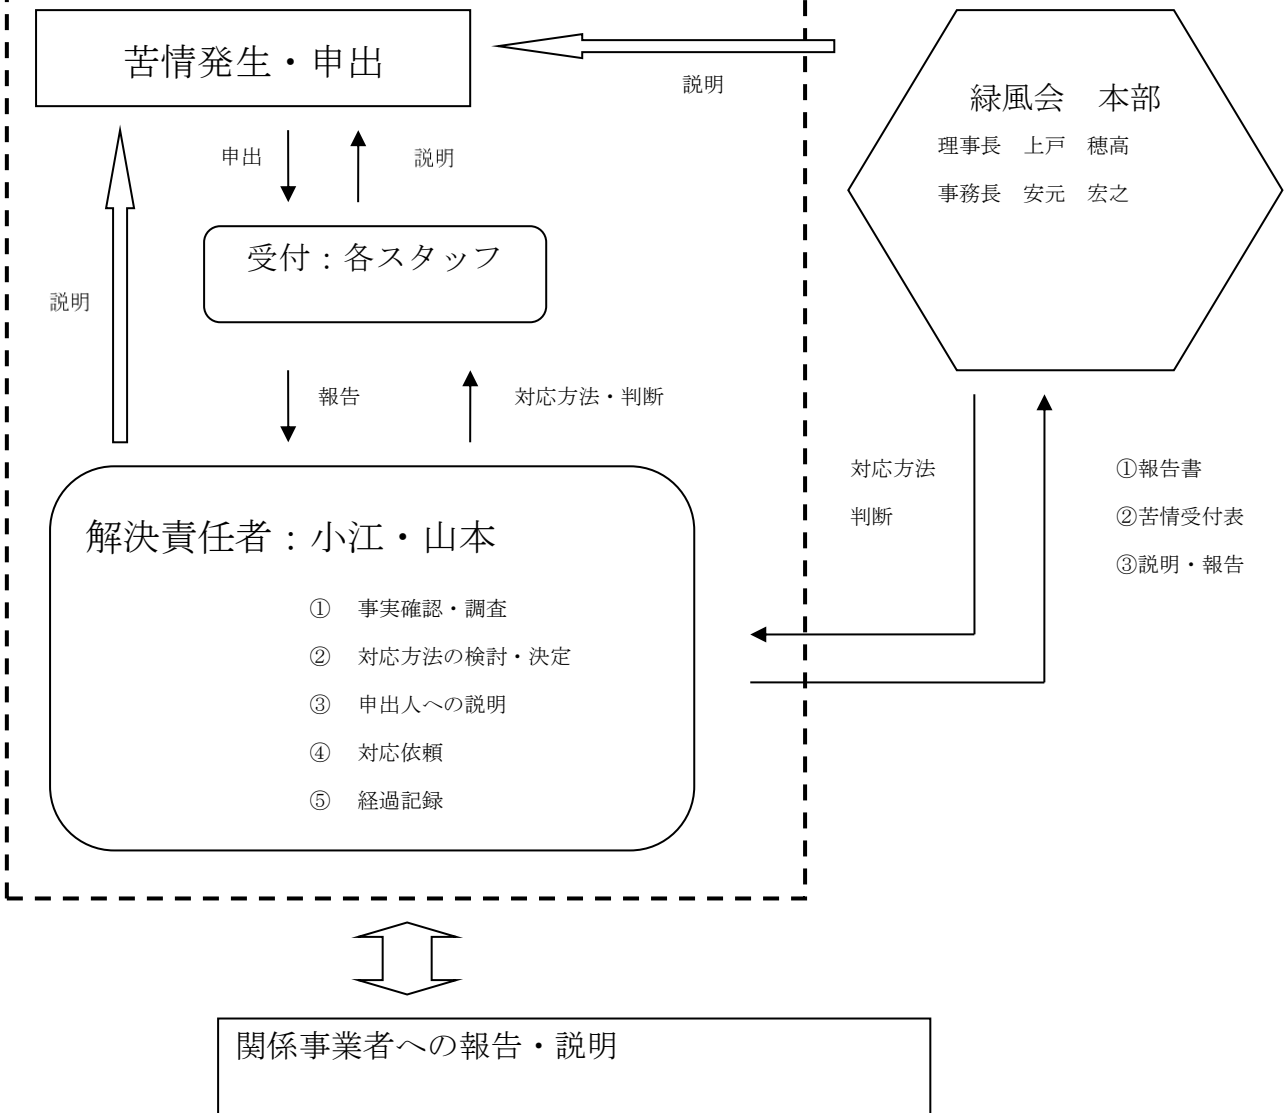 苦情発生・申出
説明
緑風会　本部
理事長　上戸　穂高
事務長　安元　宏之
申出
説明
受付：各スタッフ
説明
報告
対応方法・判断
対応方法
判断
①報告書
②苦情受付表
③説明・報告
解決責任者：小江・山本
①　事実確認・調査
②　対応方法の検討・決定
③　申出人への説明
④　対応依頼
⑤　経過記録
関係事業者への報告・説明